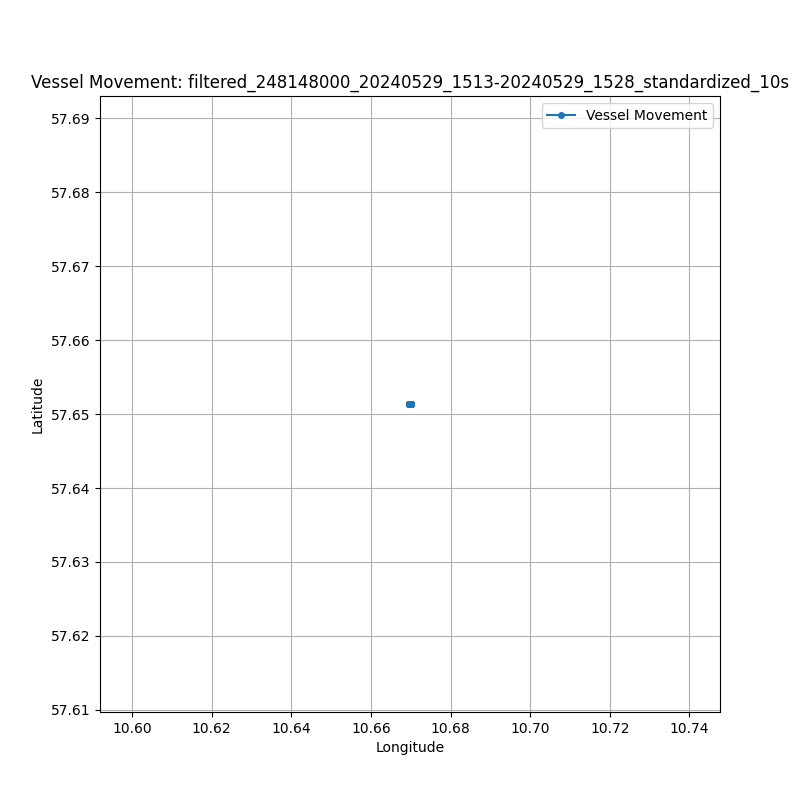 Vessel Movement: filtered_248148000_20240529_1513-20240529_1528_standardized_10s
Vessel Movement
57.69
57.68
57.67
57.66
57.65
57.64
57.63
57.62
57.61
Latitude
10.60 10.62 10.64 10.66 10.68 10.70 10.72 10.74
Longitude